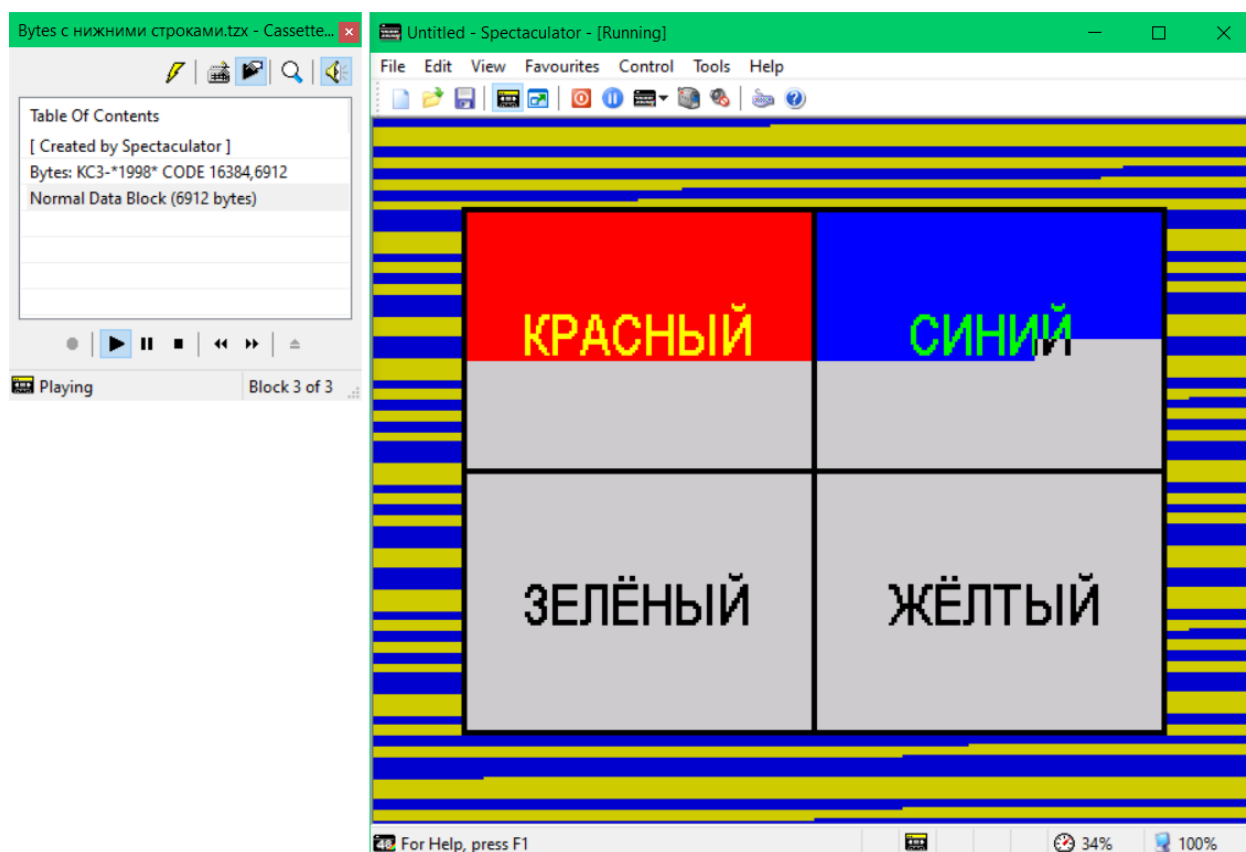 Bytes с нижними строками.tzx - Cassette...
Table Of Contents
[ Created by Spectaculator ]
Bytes: КС3-*1998* CODE 16384,6912
Normal Data Block (6912 bytes)
Playing
Block 3 of 3
Untitled - Spectaculator - [Running]
File Edit View Favourites Control Tools Help
КРАСНЫЙ
СИНИЙ
ЗЕЛЁНЫЙ
ЖЁЛТЫЙ
48 For Help, press F1
34%
100%